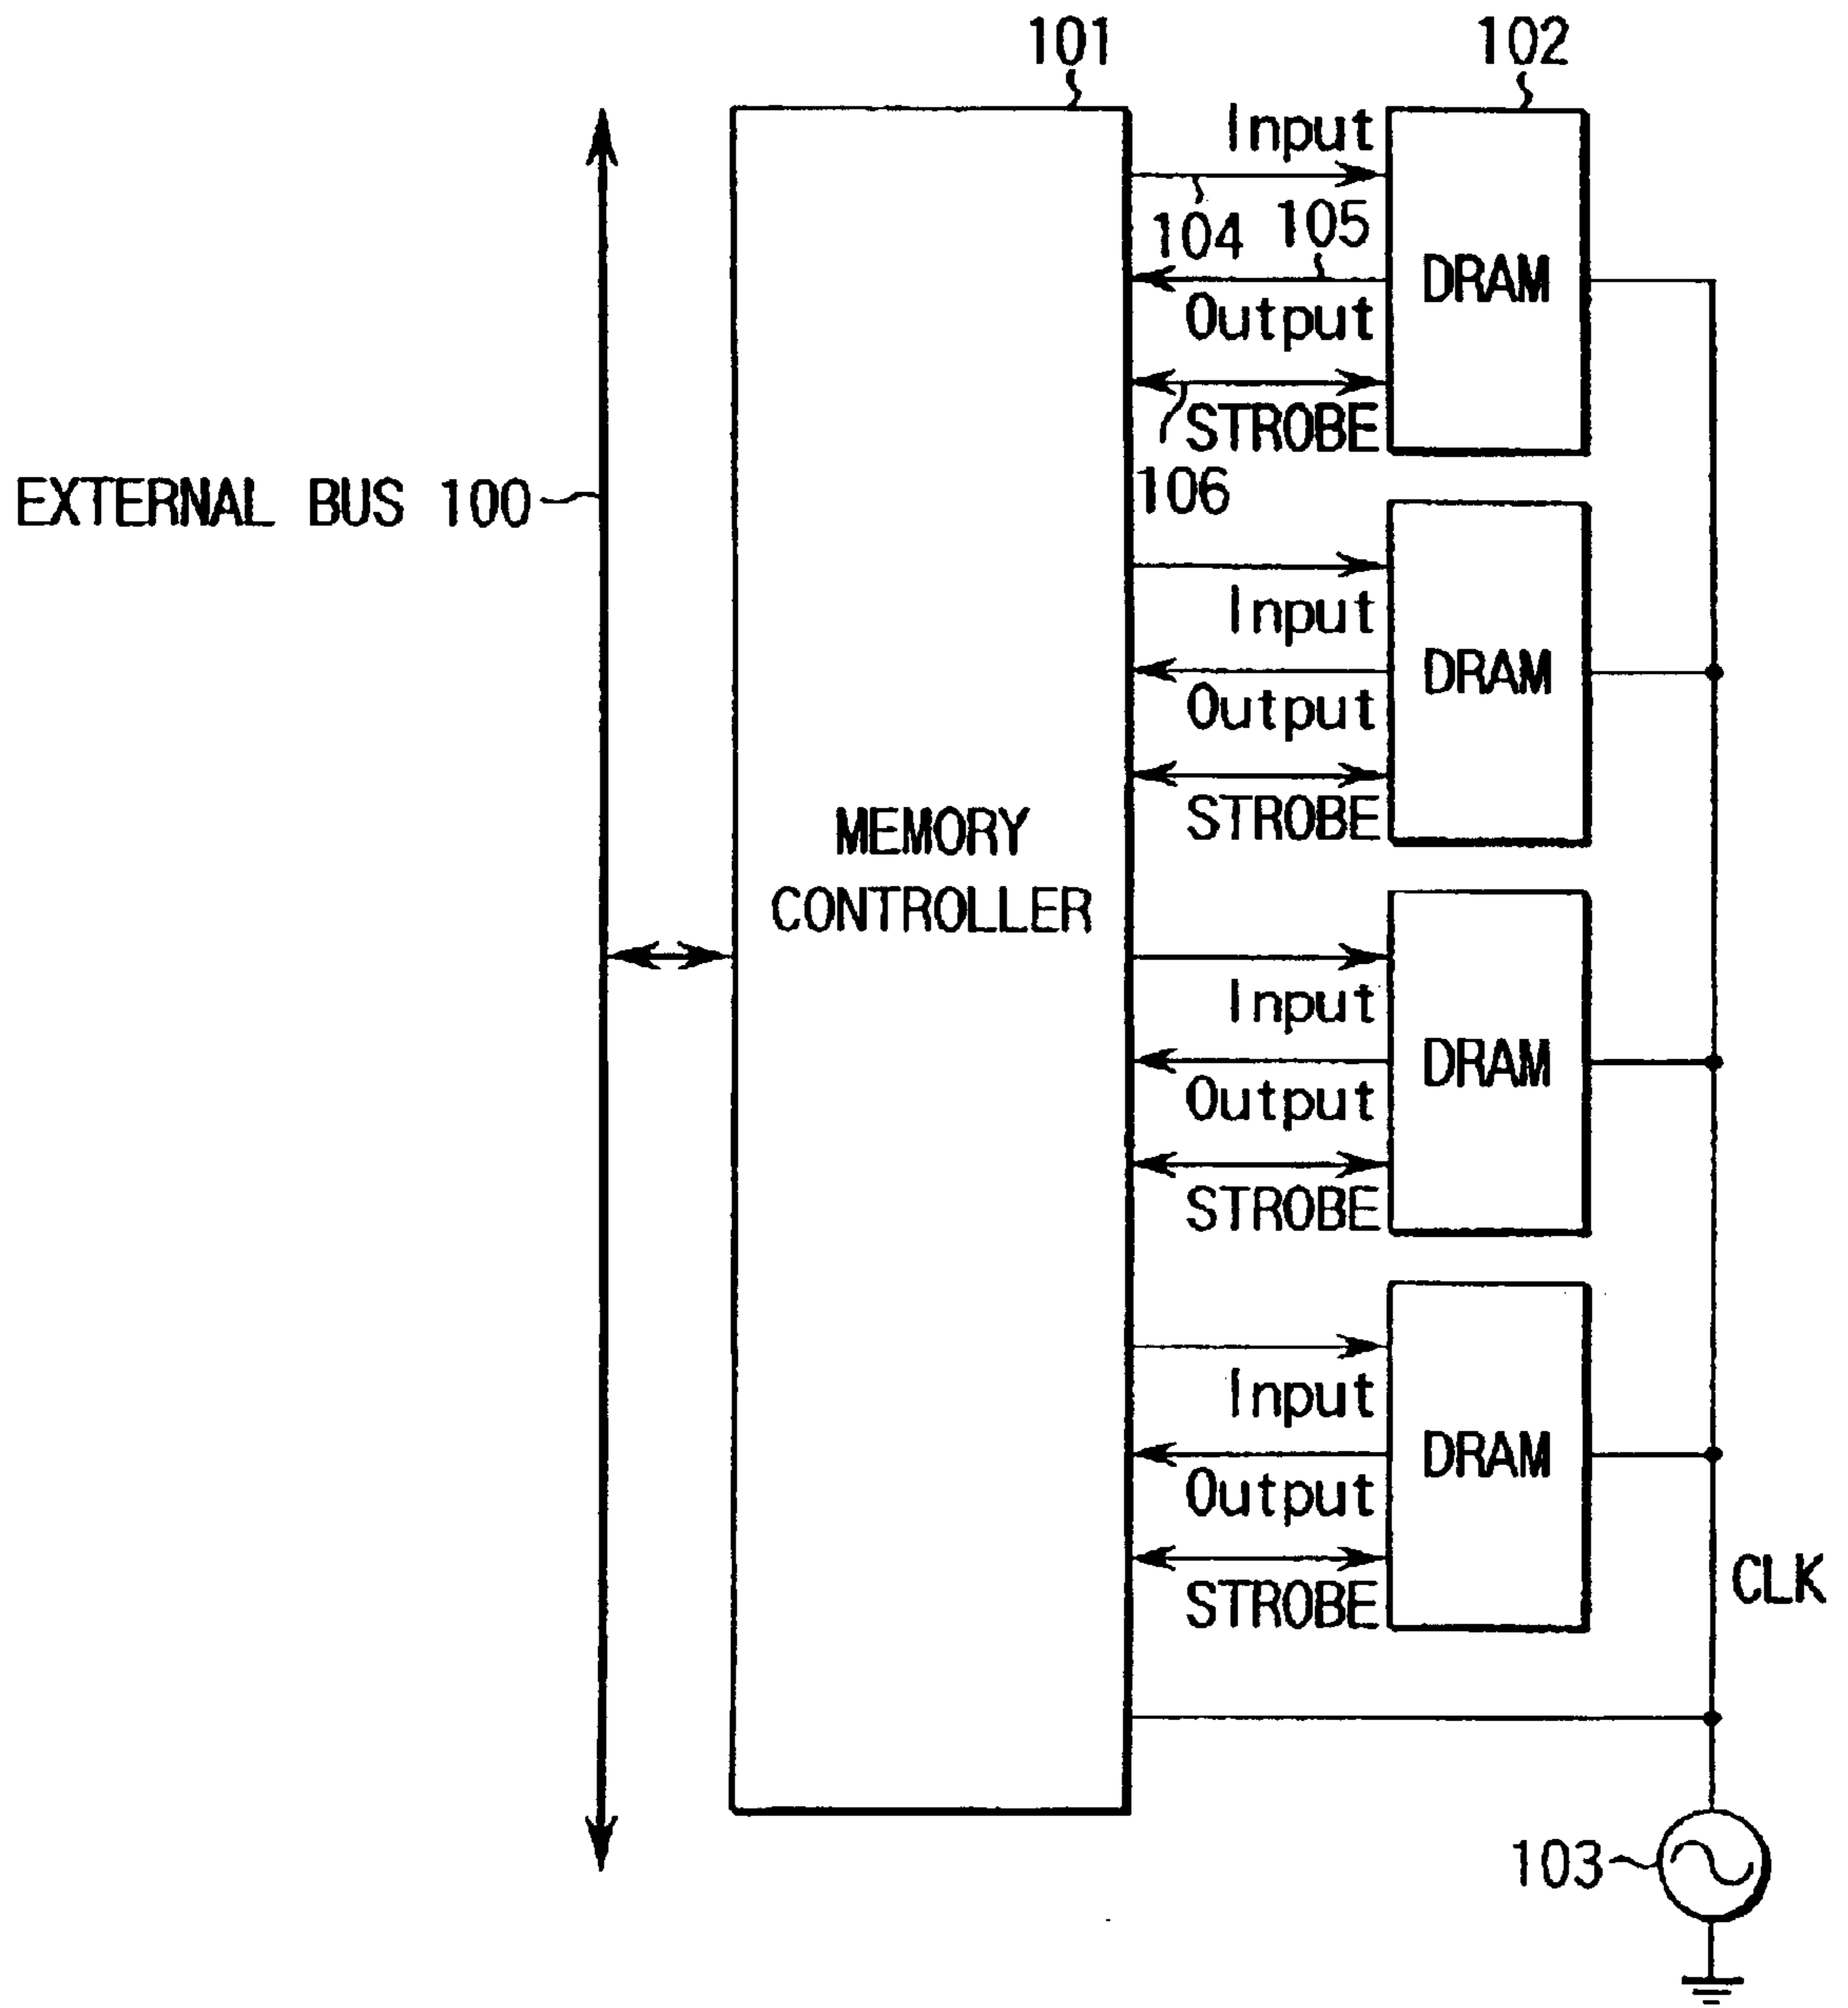 101
102
Input
104
105
DRAM
Output
STROBE
106
EXTERNAL BUS 100
Input
DRAM
Output
STROBE
MEMORY
CONTROLLER
Input
DRAM
Output
STROBE
Input
DRAM
Output
STROBE
CLK
103